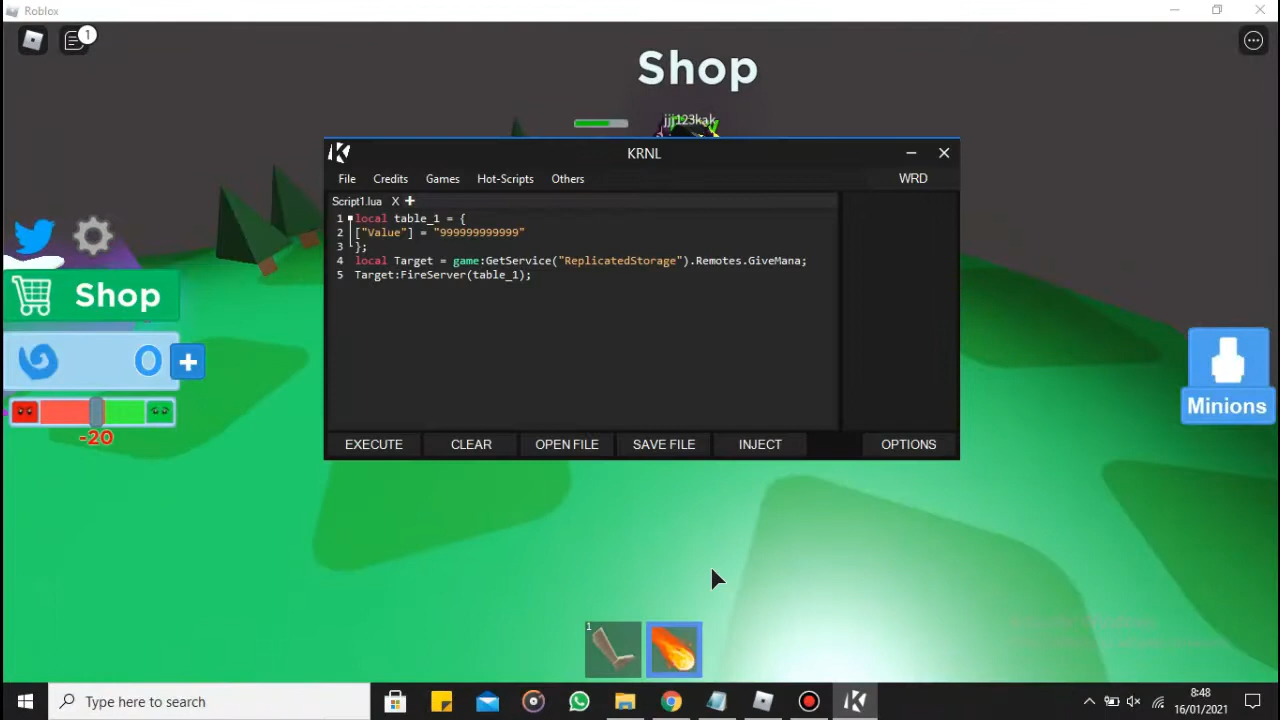 Roblox
1
Shop
jjj123kak
KRNL
File Credits Games Hot-Scripts Others WRD
Script1.lua X +
1 local table_1 = {
2 ["Value"] = "999999999999"
3 };
4 local Target = game:GetService("ReplicatedStorage").Remotes.GiveMana;
5 Target:FireServer(table_1);
Shop
0 +
-20
Minions
EXECUTE CLEAR OPEN FILE SAVE FILE INJECT OPTIONS
1
Type here to search
8:48
16/01/2021